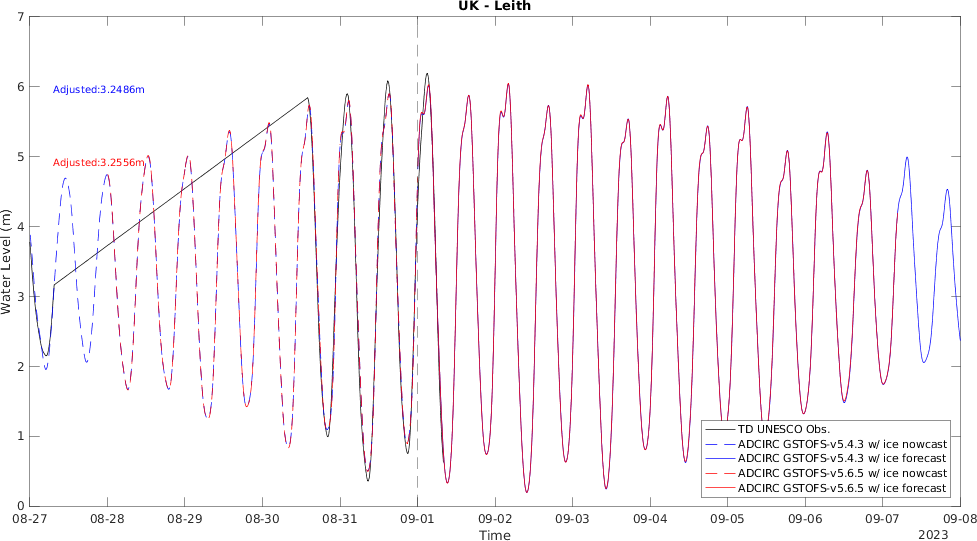 UK - Leith
7
6
5
4
3
2
1
0
Water Level (m)
Adjusted:3.2486m
Adjusted:3.2556m
TD UNESCO Obs.
ADCIRC GSTOFS-v5.4.3 w/ ice nowcast
ADCIRC GSTOFS-v5.4.3 w/ ice forecast
ADCIRC GSTOFS-v5.6.5 w/ ice nowcast
ADCIRC GSTOFS-v5.6.5 w/ ice forecast
08-27 08-28 08-29 08-30 08-31 09-01 09-02 09-03 09-04 09-05 09-06 09-07 09-08
Time
2023